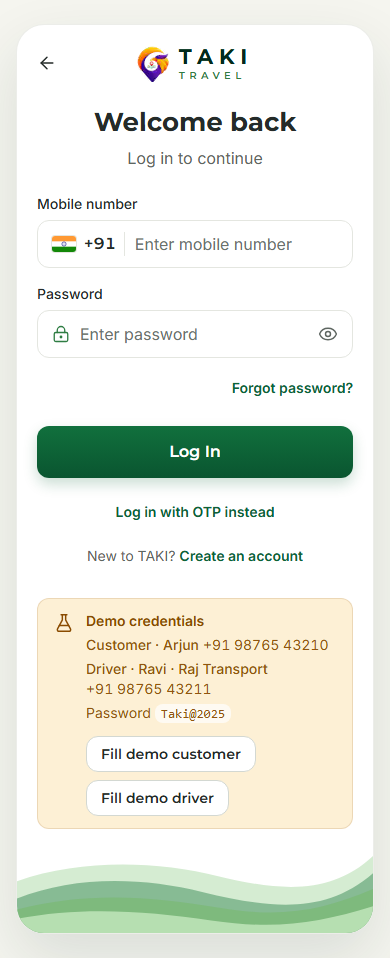 TAKI
TRAVEL
Welcome back
Log in to continue
Mobile number
+91 Enter mobile number
Password
Enter password
Forgot password?
Log In
Log in with OTP instead
New to TAKI? Create an account
Demo credentials
Customer · Arjun +91 98765 43210
Driver · Ravi · Raj Transport
+91 98765 43211
Password Taki@2025
Fill demo customer
Fill demo driver